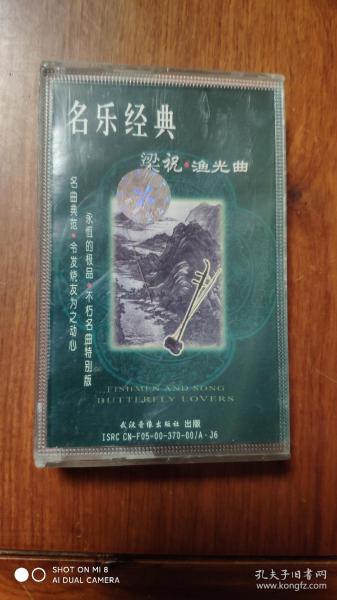 名乐经典
梁祝·渔光曲
永恒的极品·不朽名曲特别版
名曲典范·令发烧友为之动心
FISHMEN AND SONG
BUTTERFLY LOVERS
武汉音像出版社 出版
ISRC CN-F05-00-370-00/A·J6
SHOT ON MI 8
AI DUAL CAMERA
孔夫子旧书网
www.kongfz.com